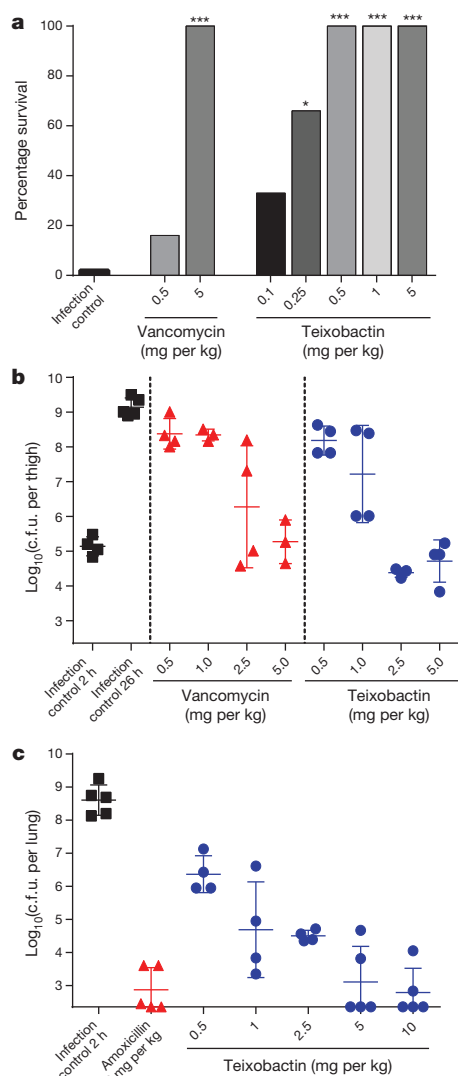 a
*** *** * ***
***
*
100
80
60
40
20
0
Percentage survival
Infection
control
0.5
5
0.1
0.25
0.5
1
5
Vancomycin
(mg per kg)
Teixobactin
(mg per kg)
b
10
9
8
7
6
5
4
3
Log10(c.f.u. per thigh)
Infection
control 2 h
Infection
control 26 h
0.5
1.0
2.5
5.0
0.5
1.0
2.5
5.0
Vancomycin
(mg per kg)
Teixobactin
(mg per kg)
c
10
9
8
7
6
5
4
3
Log10(c.f.u. per lung)
Infection
control 2 h
Amoxicillin
mg per kg
0.5
1
2.5
5
10
Teixobactin (mg per kg)